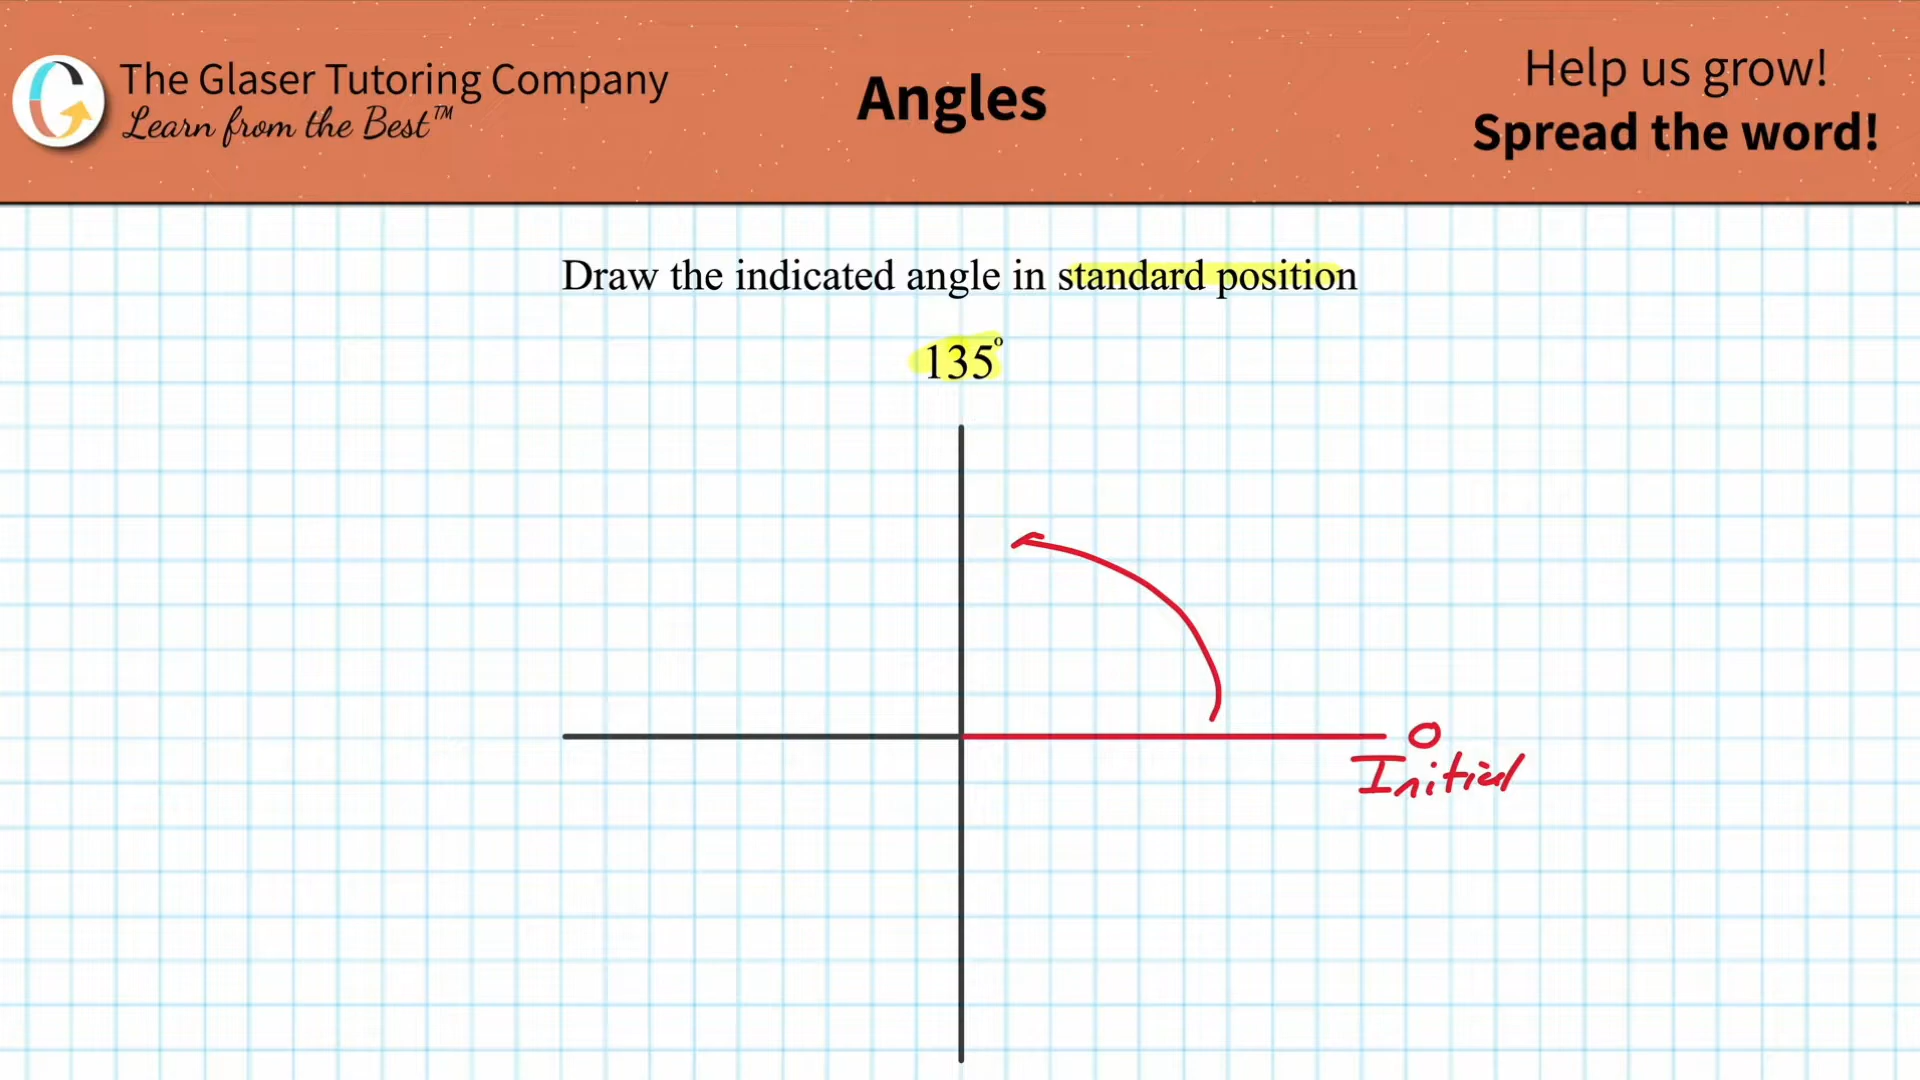 The Glaser Tutoring Company
Learn from the Best™
Angles
Help us grow!
Spread the word!
Draw the indicated angle in standard position
135°
0
Initial